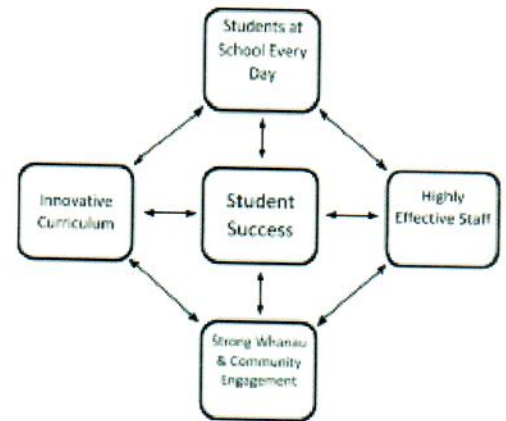 Students at
School Every
Day
Innovative
Curriculum
Student
Success
Highly
Effective Staff
Strong Whanau
& Community
Engagement